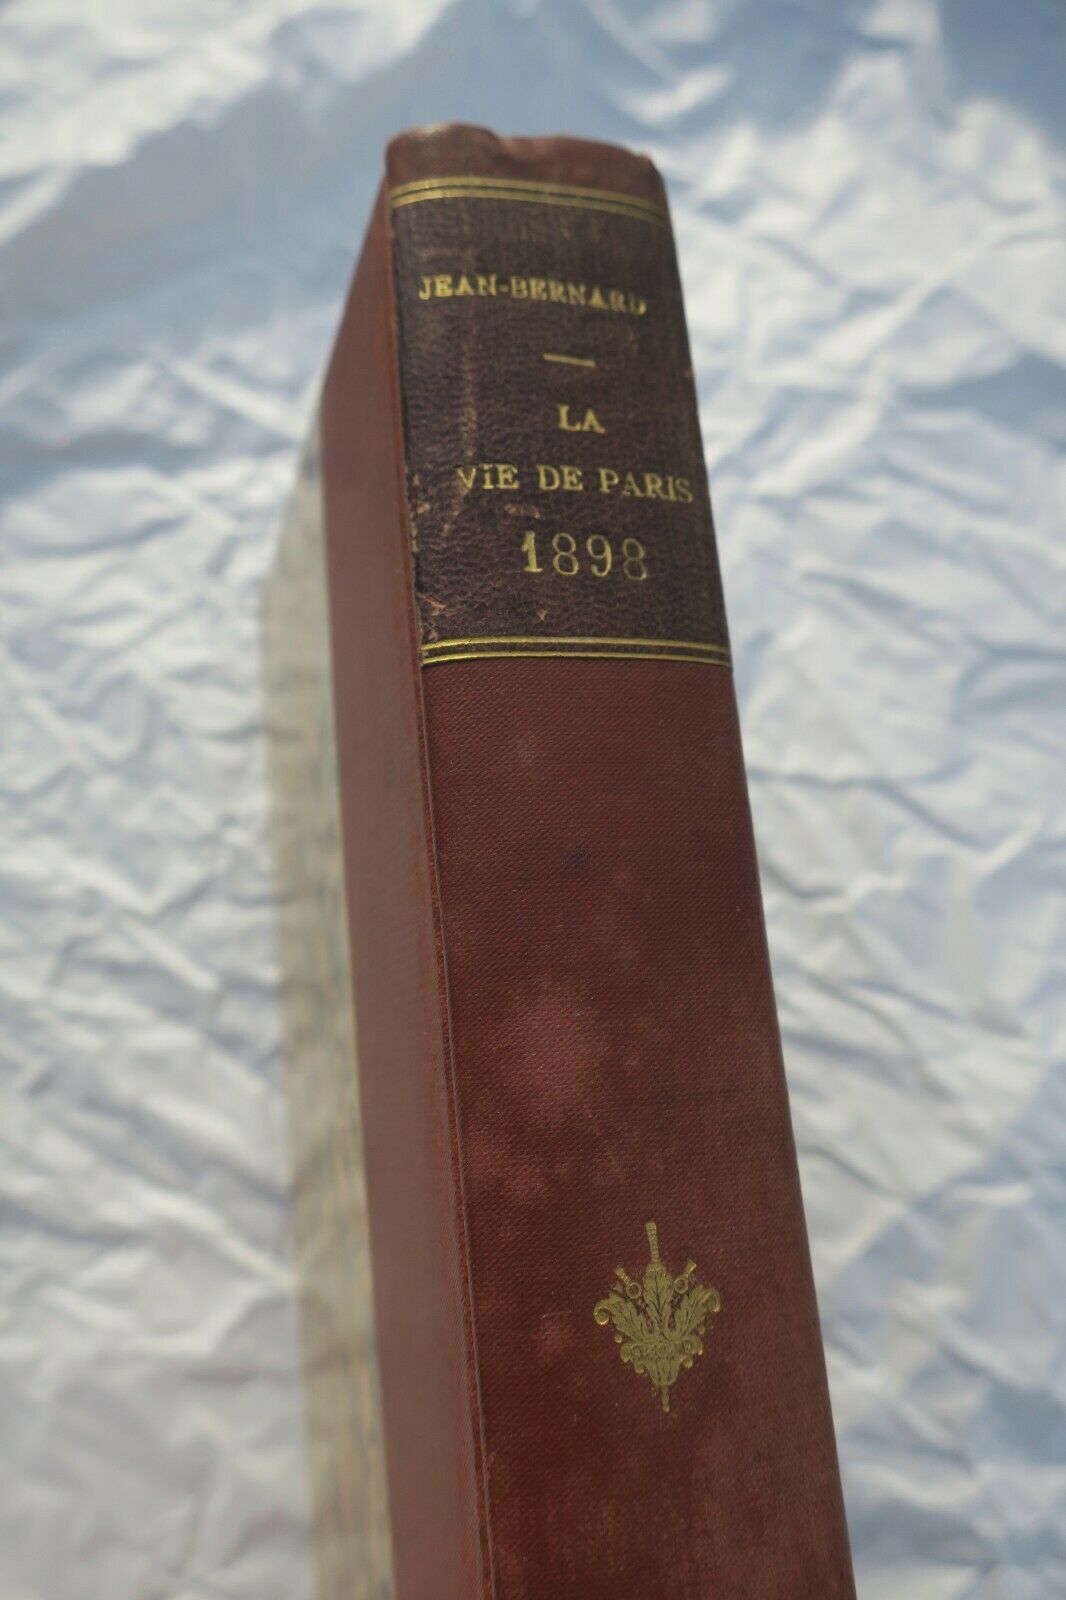 JEAN-BERNARD
LA
VIE DE PARIS
1898